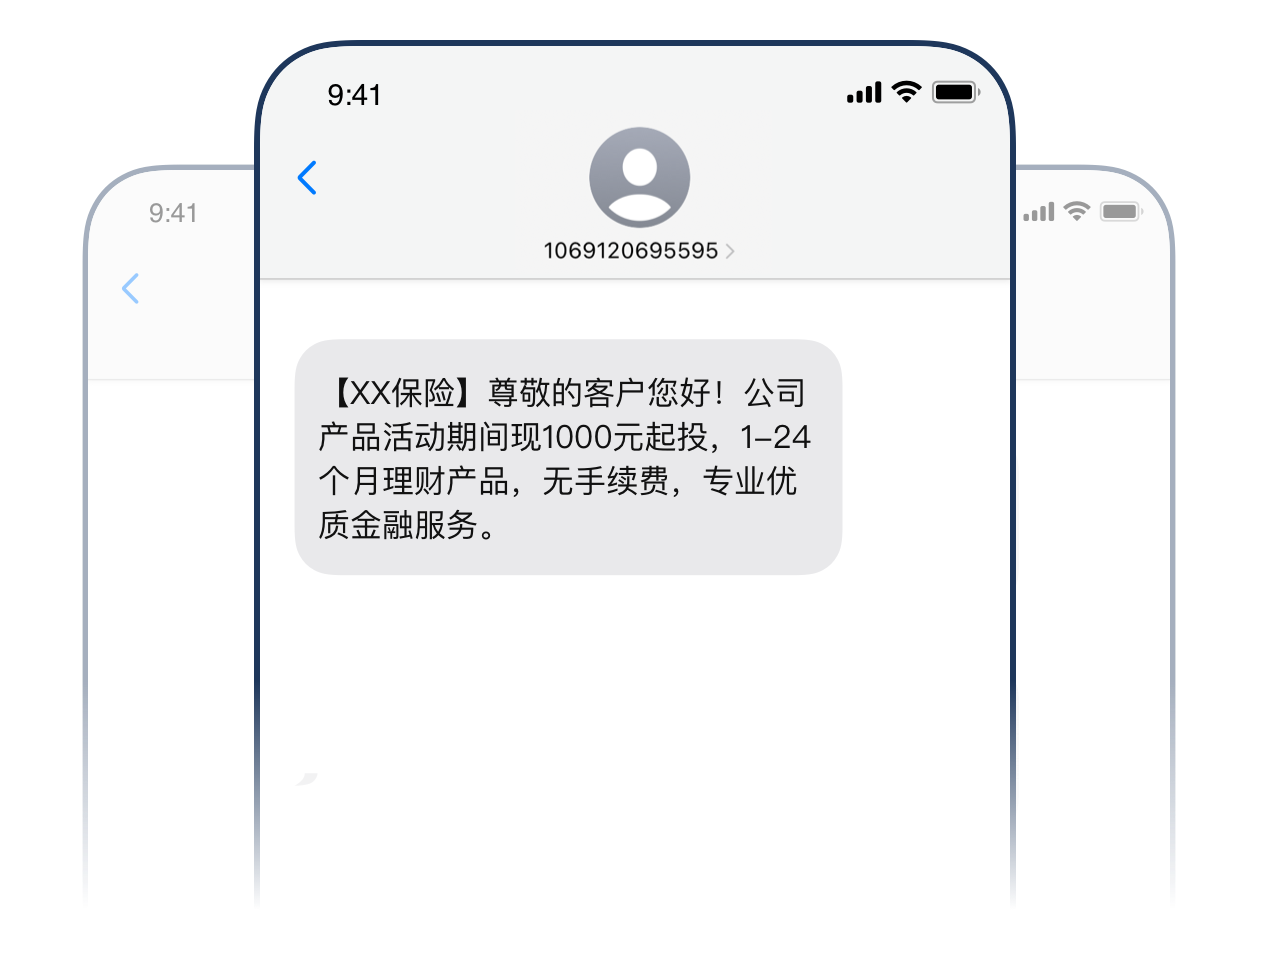 9:41
9:41
1069120695595
【XX保险】尊敬的客户您好！公司
产品活动期间现1000元起投，1-24
个月理财产品，无手续费，专业优
质金融服务。